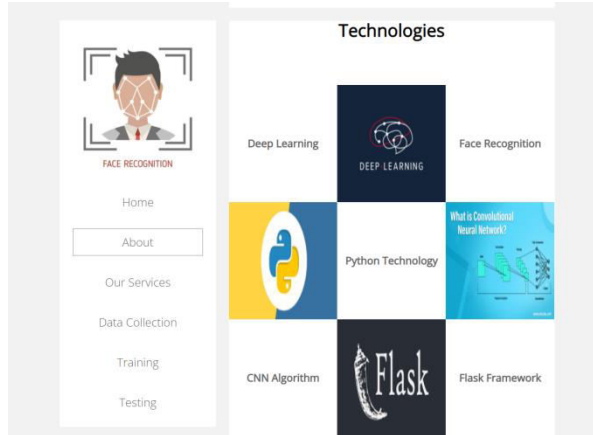 FACE RECOGNITION
Home
About
Our Services
Data Collection
Training
Testing
Technologies
Deep Learning
DEEP LEARNING
Face Recognition
Python Technology
What is Convolutional
Neural Network?
CNN Algorithm
Flask
Flask Framework